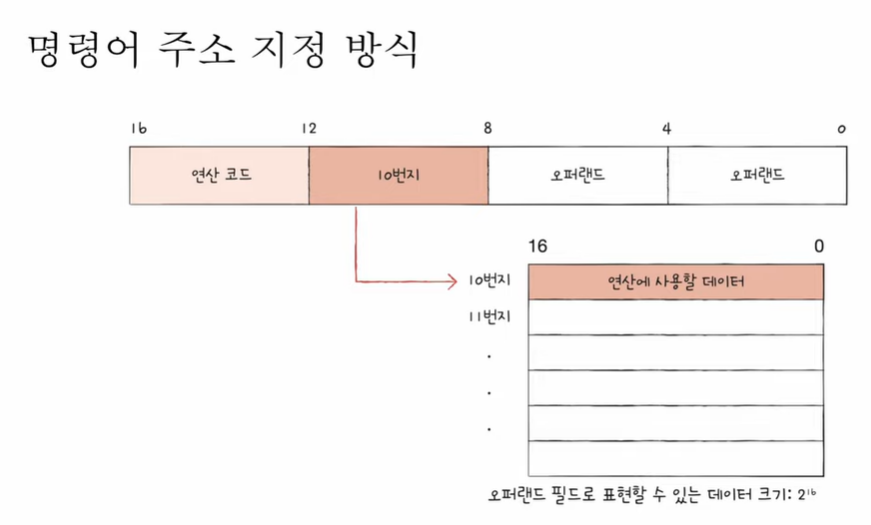 명령어 주소 지정 방식
16 12 8 4 0
연산 코드 10번지 오퍼랜드 오퍼랜드
16 0
10번지 연산에 사용할 데이터
11번지
.
.
.
오퍼랜드 필드로 표현할 수 있는 데이터 크기: 2¹⁶